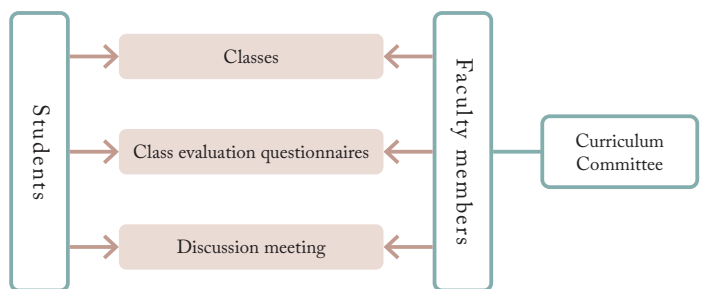 Students
Classes
Class evaluation questionnaires
Discussion meeting
Faculty members
Curriculum
Committee